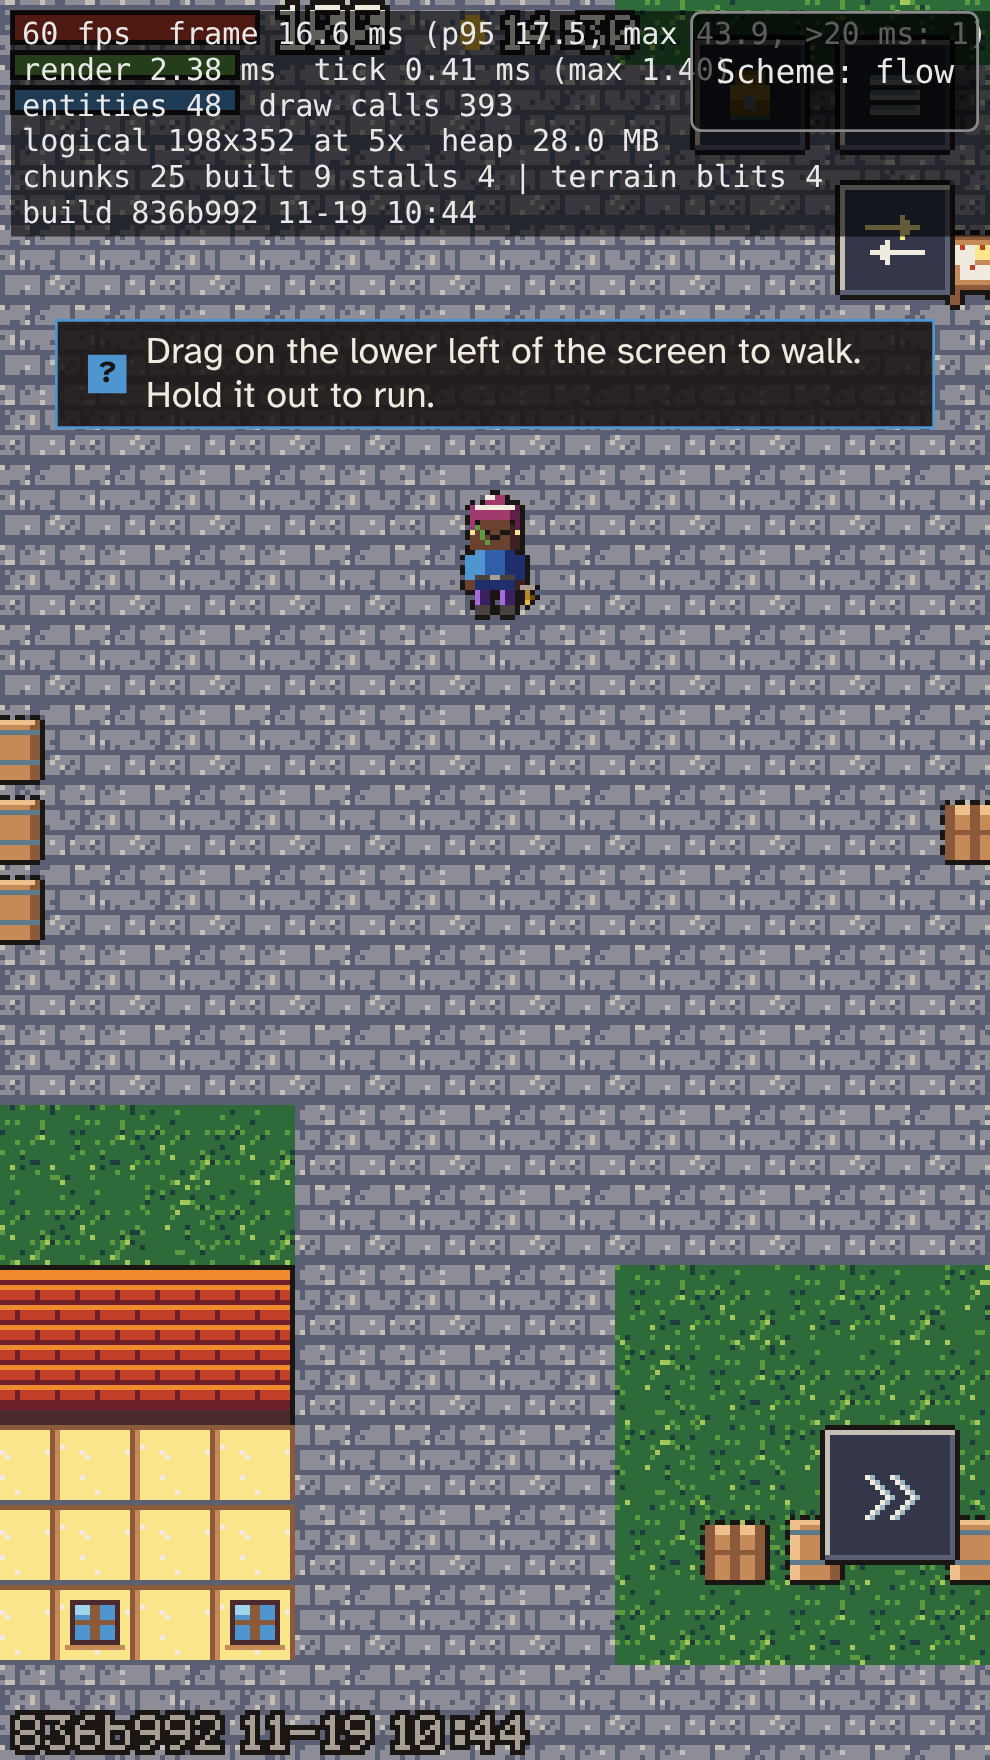 60 fps  frame 16.6 ms (p95 17.5, max 43.9, >20 ms: 1)
render 2.38 ms  tick 0.41 ms (max 1.40)
Scheme: flow
entities 48  draw calls 393
logical 198x352 at 5x  heap 28.0 MB
chunks 25 built 9 stalls 4 | terrain blits 4
build 836b992 11-19 10:44
? Drag on the lower left of the screen to walk.
Hold it out to run.
836b992 11-19 10:44